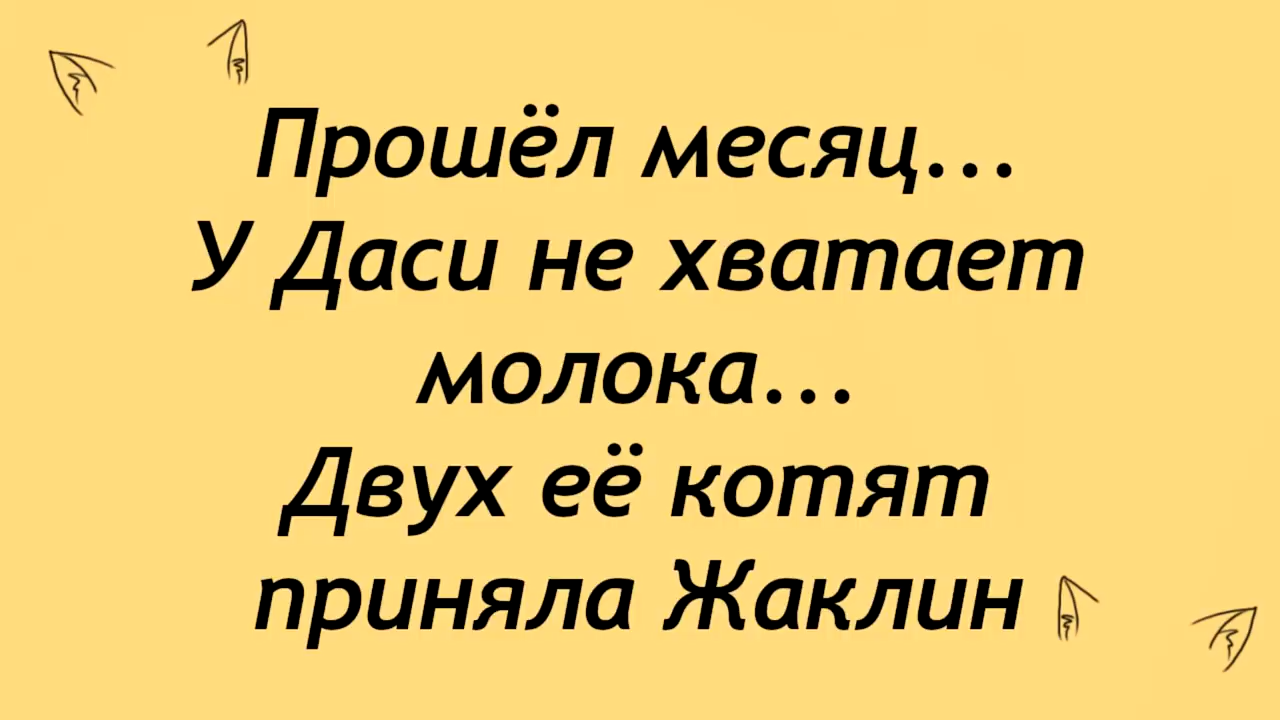 Прошёл месяц...
У Даси не хватает
молока...
Двух её котят
приняла Жаклин